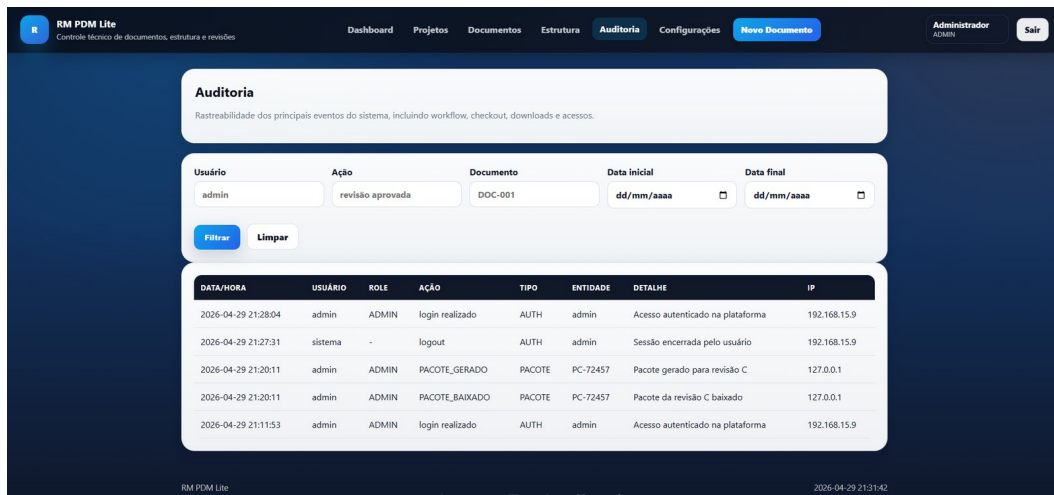 R
RM PDM Lite
Controle técnico de documentos, estrutura e revisões
Dashboard Projetos Documentos Estrutura Auditoria Configurações Novo Documento
Administrador
ADMIN
Sair
Auditoria
Rastreabilidade dos principais eventos do sistema, incluindo workflow, checkout, downloads e acessos.
Usuário Ação Documento Data inicial Data final
admin revisão aprovada DOC-001 dd/mm/aaaa dd/mm/aaaa
Filtrar Limpar
DATA/HORA USUÁRIO ROLE AÇÃO TIPO ENTIDADE DETALHE IP
2026-04-29 21:28:04 admin ADMIN login realizado AUTH admin Acesso autenticado na plataforma 192.168.15.9
2026-04-29 21:27:31 sistema - logout AUTH admin Sessão encerrada pelo usuário 192.168.15.9
2026-04-29 21:20:11 admin ADMIN PACOTE_GERADO PACOTE PC-72457 Pacote gerado para revisão C 127.0.0.1
2026-04-29 21:20:11 admin ADMIN PACOTE_BAIXADO PACOTE PC-72457 Pacote da revisão C baixado 127.0.0.1
2026-04-29 21:11:53 admin ADMIN login realizado AUTH admin Acesso autenticado na plataforma 192.168.15.9
RM PDM Lite 2026-04-29 21:31:42